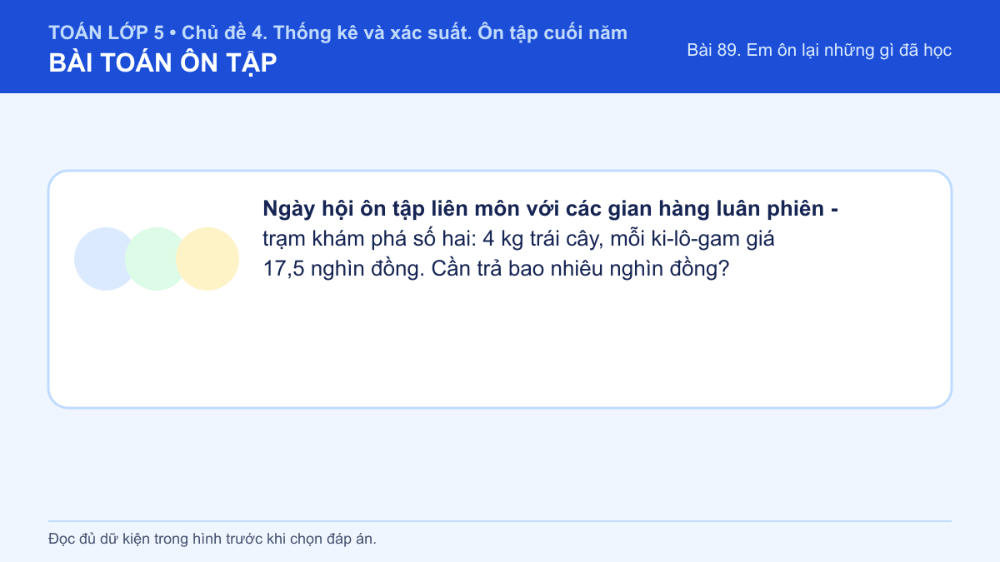 TOÁN LỚP 5 • Chủ đề 4. Thống kê và xác suất. Ôn tập cuối năm
BÀI TOÁN ÔN TẬP
Bài 89. Em ôn lại những gì đã học
Ngày hội ôn tập liên môn với các gian hàng luân phiên -
trạm khám phá số hai: 4 kg trái cây, mỗi ki-lô-gam giá
17,5 nghìn đồng. Cần trả bao nhiêu nghìn đồng?
Đọc đủ dữ kiện trong hình trước khi chọn đáp án.